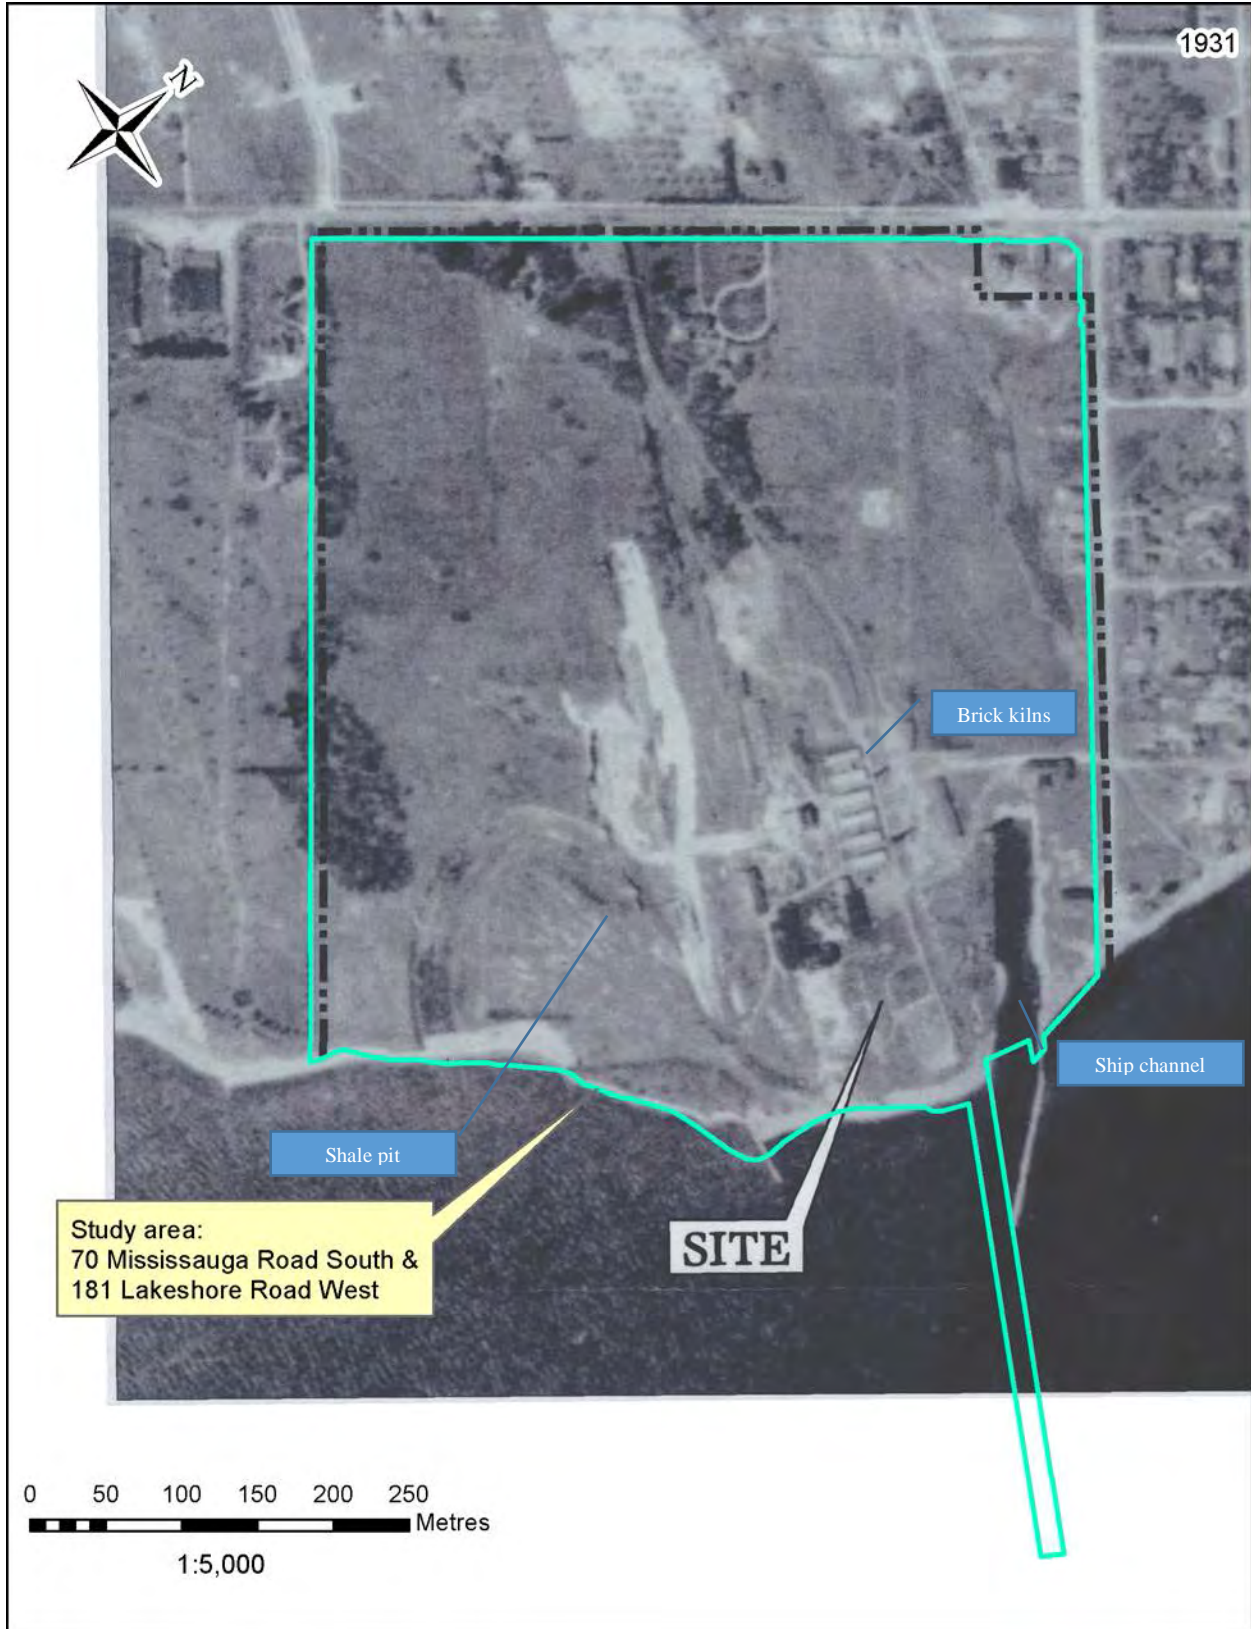 1931
N
Brick kilns
Ship channel
Shale pit
Study area:
70 Mississauga Road South &
181 Lakeshore Road West
SITE
0 50 100 150 200 250
Metres
1:5,000